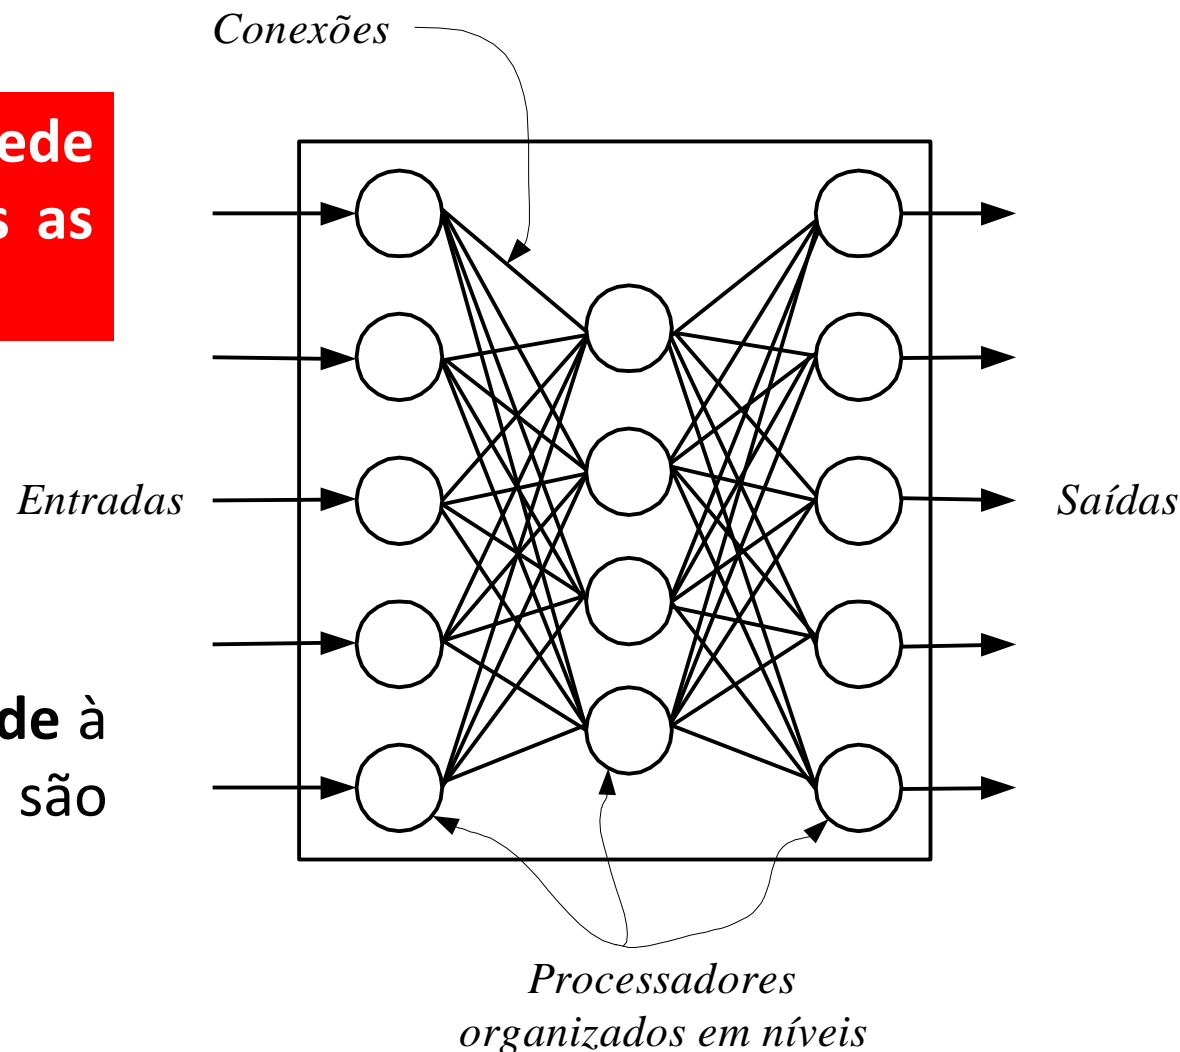 Conexões
ede
s as
Entradas
Saídas
de à
são
Processadores
organizados em níveis